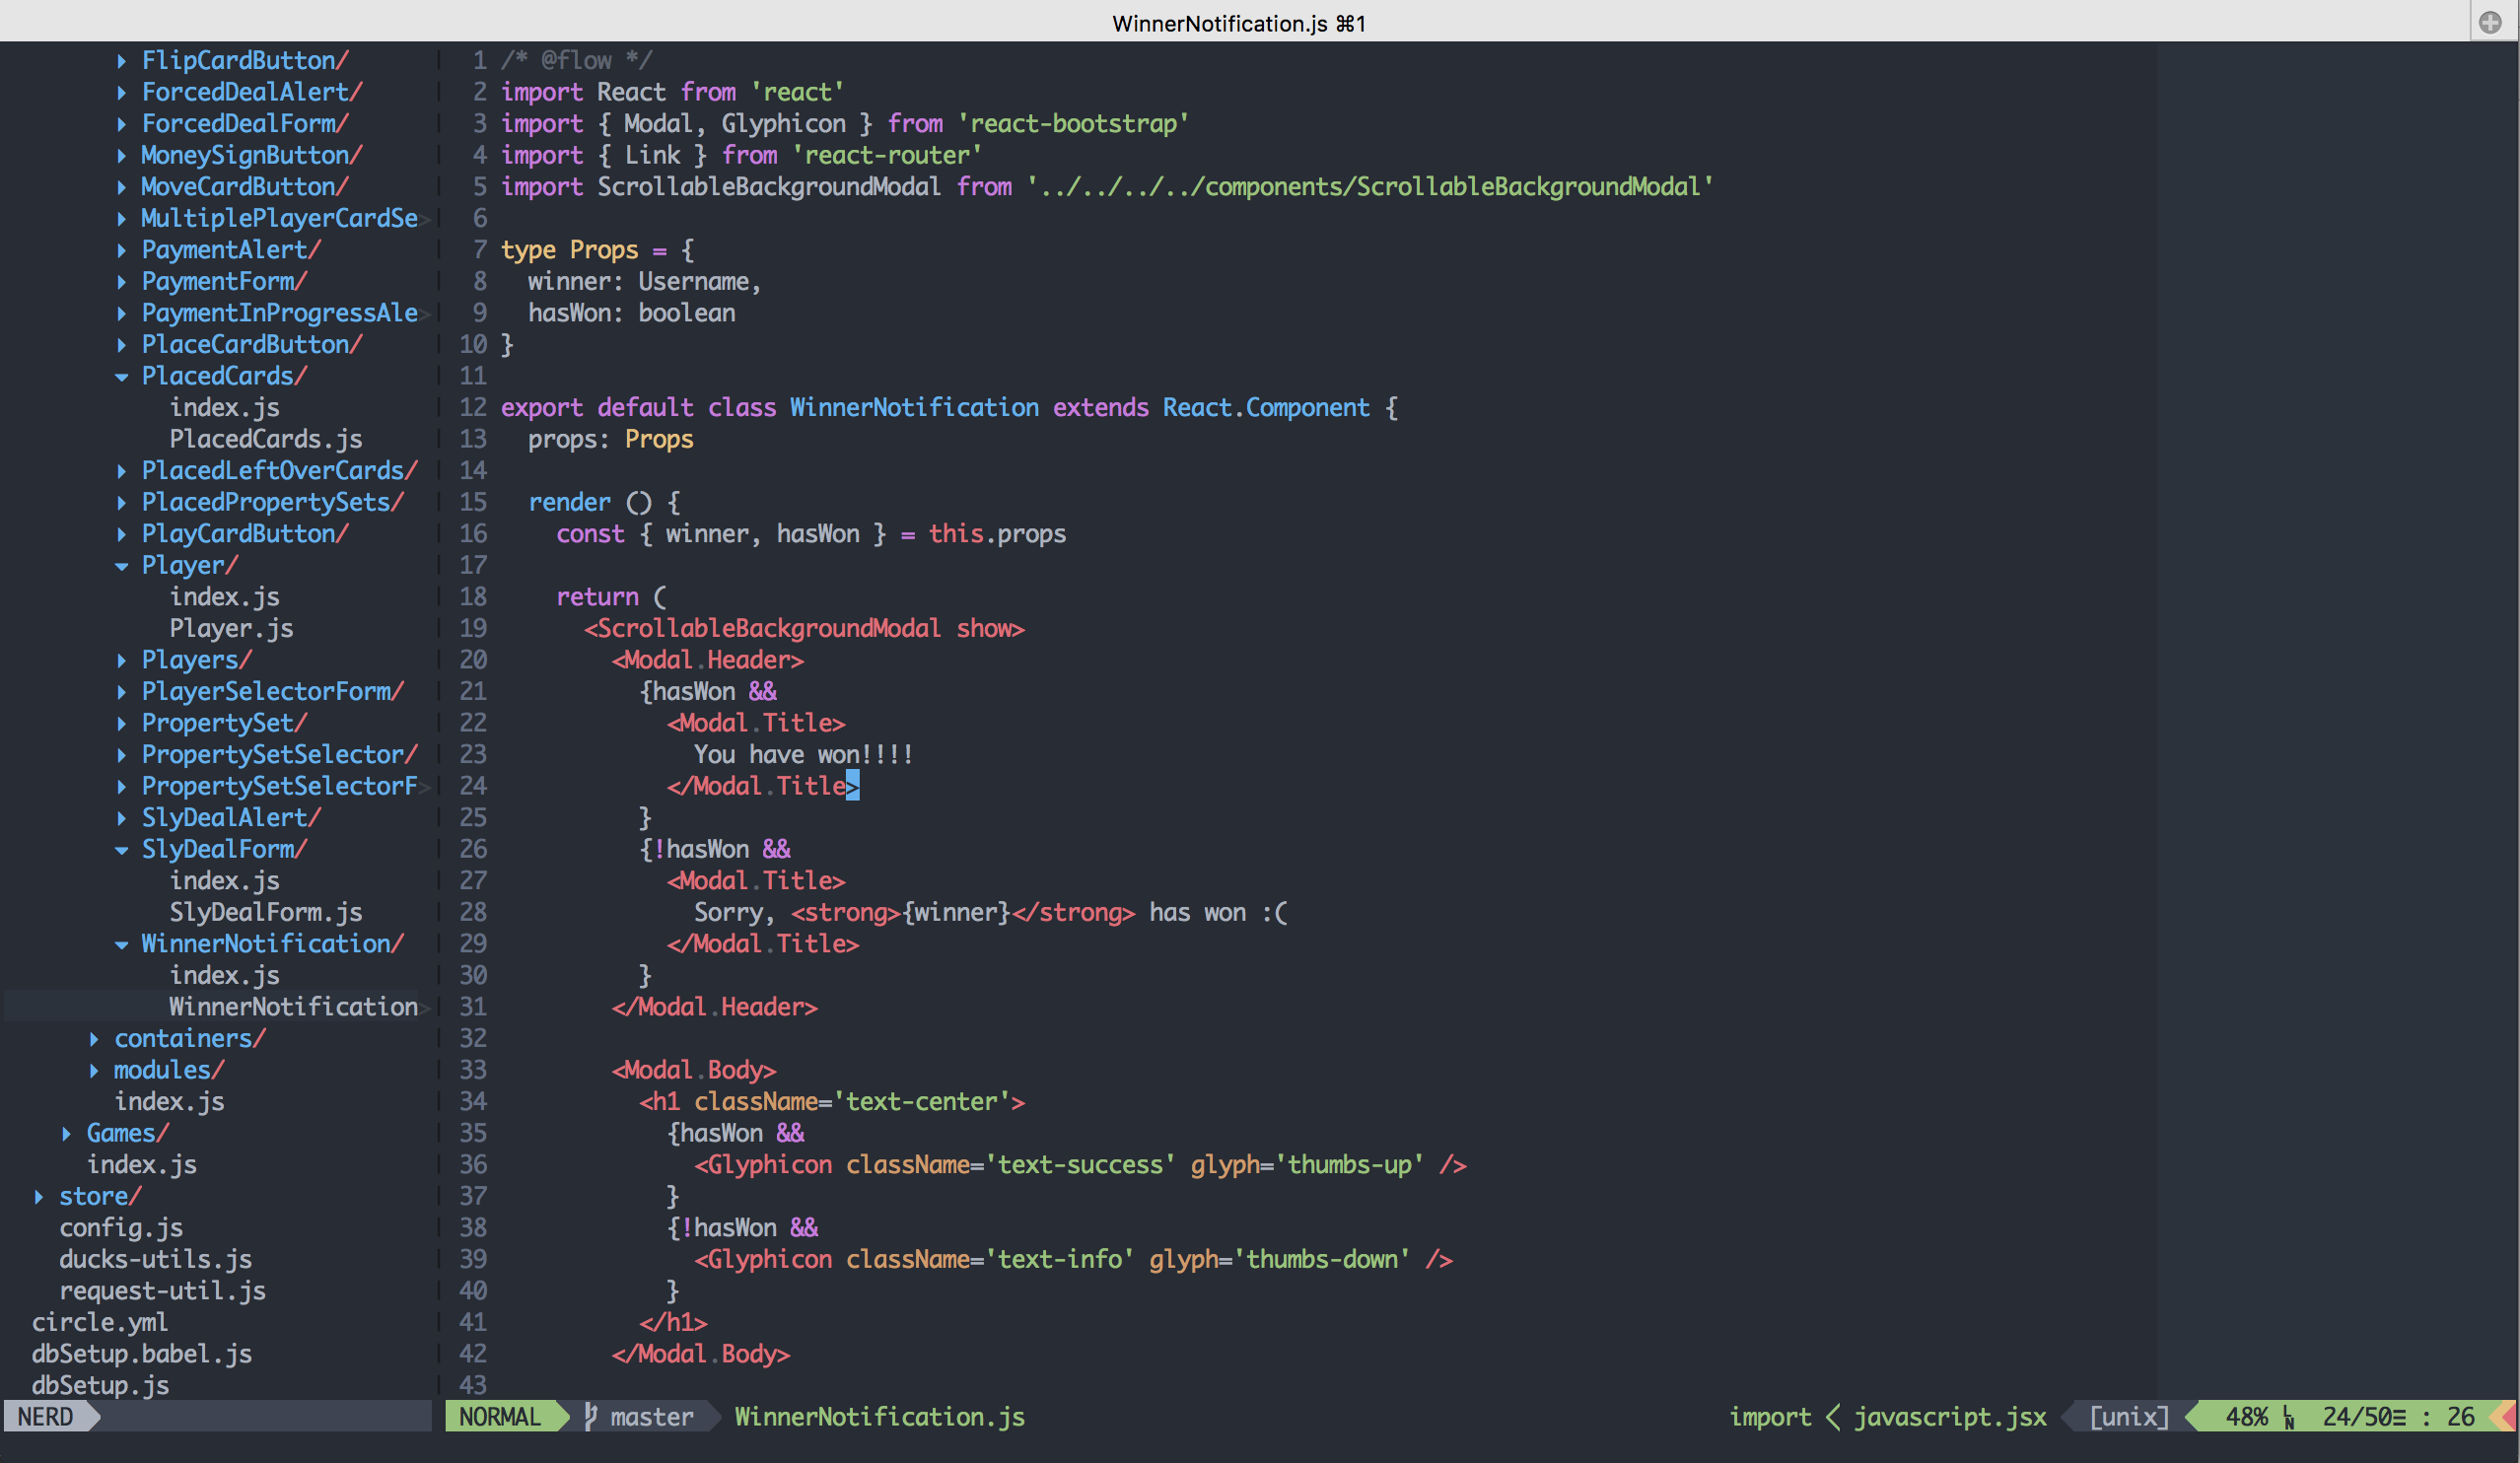 WinnerNotification.js ⌘1
▸ FlipCardButton/
▸ ForcedDealAlert/
▸ ForcedDealForm/
▸ MoneySignButton/
▸ MoveCardButton/
▸ MultiplePlayerCardSe>
▸ PaymentAlert/
▸ PaymentForm/
▸ PaymentInProgressAle>
▸ PlaceCardButton/
▾ PlacedCards/
index.js
PlacedCards.js
▸ PlacedLeftOverCards/
▸ PlacedPropertySets/
▸ PlayCardButton/
▾ Player/
index.js
Player.js
▸ Players/
▸ PlayerSelectorForm/
▸ PropertySet/
▸ PropertySetSelector/
▸ PropertySetSelectorF>
▸ SlyDealAlert/
▾ SlyDealForm/
index.js
SlyDealForm.js
▾ WinnerNotification/
index.js
WinnerNotification>
▸ containers/
▸ modules/
index.js
▸ Games/
index.js
▸ store/
config.js
ducks-utils.js
request-util.js
circle.yml
dbSetup.babel.js
dbSetup.js
NERD
1 /* @flow */
2 import React from 'react'
3 import { Modal, Glyphicon } from 'react-bootstrap'
4 import { Link } from 'react-router'
5 import ScrollableBackgroundModal from '../../../../components/ScrollableBackgroundModal'
6
7 type Props = {
8   winner: Username,
9   hasWon: boolean
10 }
11
12 export default class WinnerNotification extends React.Component {
13   props: Props
14
15   render () {
16     const { winner, hasWon } = this.props
17
18     return (
19       <ScrollableBackgroundModal show>
20         <Modal.Header>
21           {hasWon &&
22             <Modal.Title>
23               You have won!!!!
24             </Modal.Title>
25           }
26           {!hasWon &&
27             <Modal.Title>
28               Sorry, <strong>{winner}</strong> has won :(
29             </Modal.Title>
30           }
31         </Modal.Header>
32
33         <Modal.Body>
34           <h1 className='text-center'>
35             {hasWon &&
36               <Glyphicon className='text-success' glyph='thumbs-up' />
37             }
38             {!hasWon &&
39               <Glyphicon className='text-info' glyph='thumbs-down' />
40             }
41           </h1>
42         </Modal.Body>
43
NORMAL master WinnerNotification.js import < javascript.jsx [unix] 48% LN 24/50≡ : 26